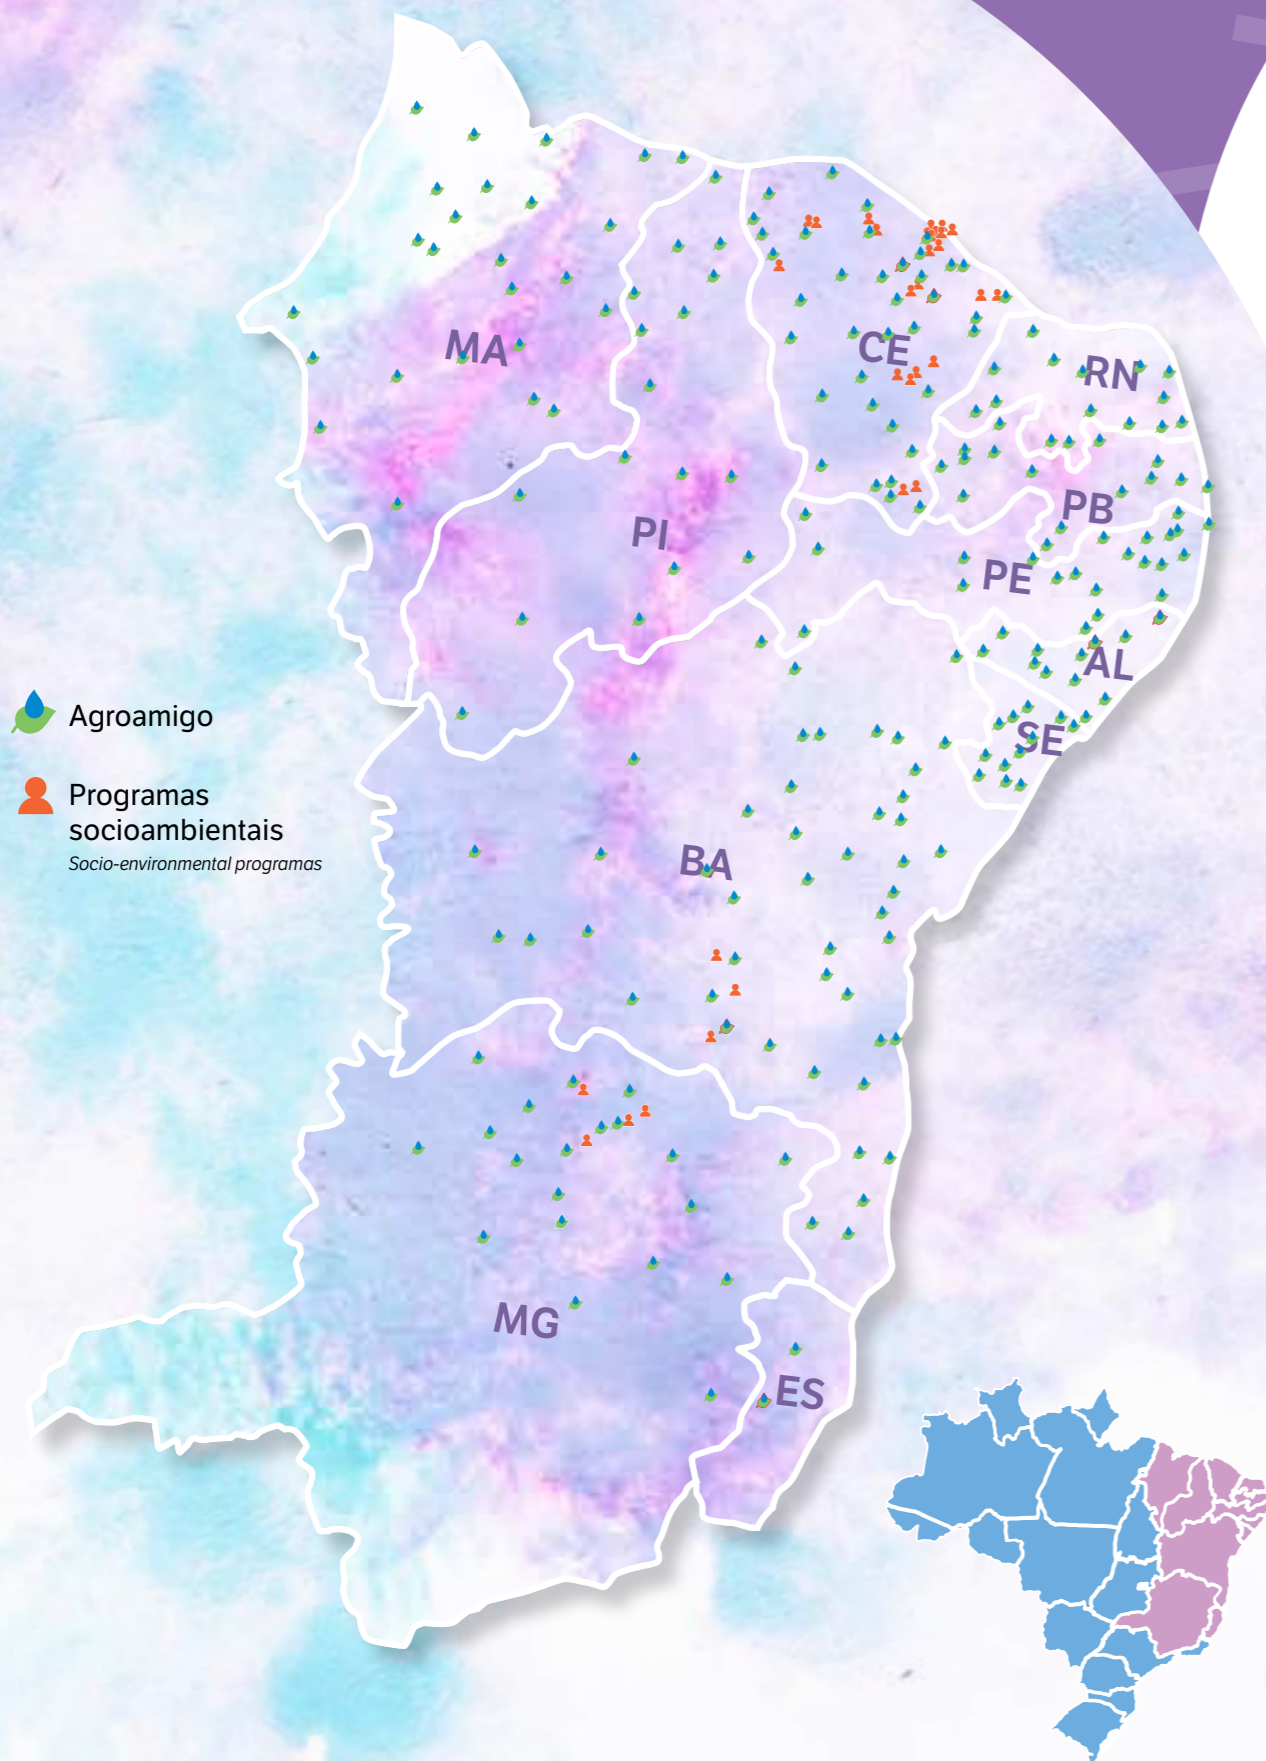 MA
CE
RN
PI
PB
PE
AL
SE
Agroamigo
Programas
socioambientais
Socio-environmental programas
BA
MG
ES